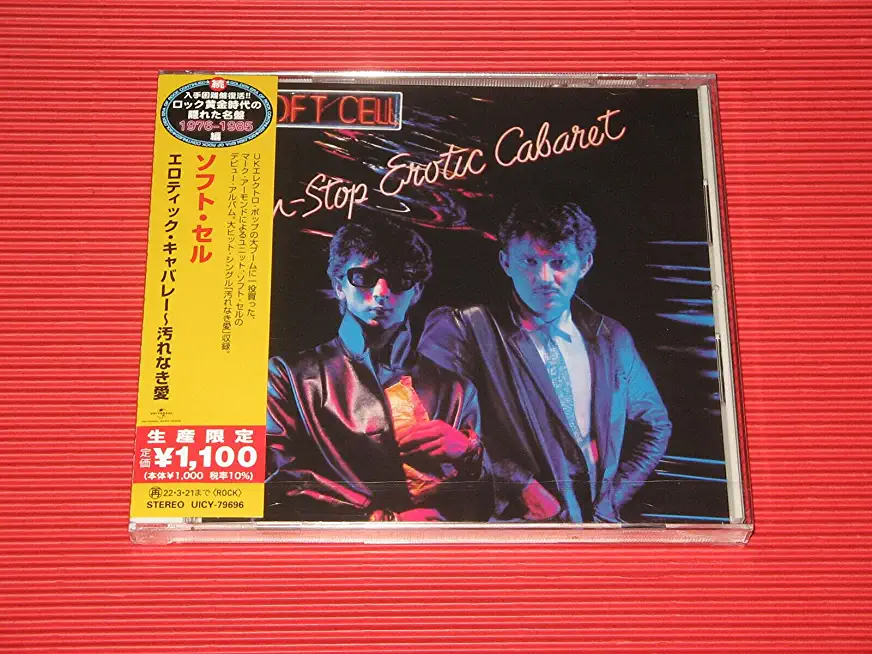 続
入手困難盤復活!!
ロック黄金時代の
隠れた名盤
1976-1985
編
ソフト・セル
エロティック・キャバレー~汚れなき愛
UKエレクトロ・ポップの大ブームに一役買った、
マーク・アーモンドによるユニット、ソフト・セルの
デビュー・アルバム。大ヒット・シングル「汚れなき愛」収録。
UNIVERSAL
生産限定
定価 ¥1,100
(本体¥1,000 税率10%)
再 22・3・21まで〈ROCK〉
STEREO UICY-79696
OFT CELL
n-Stop Erotic Cabaret